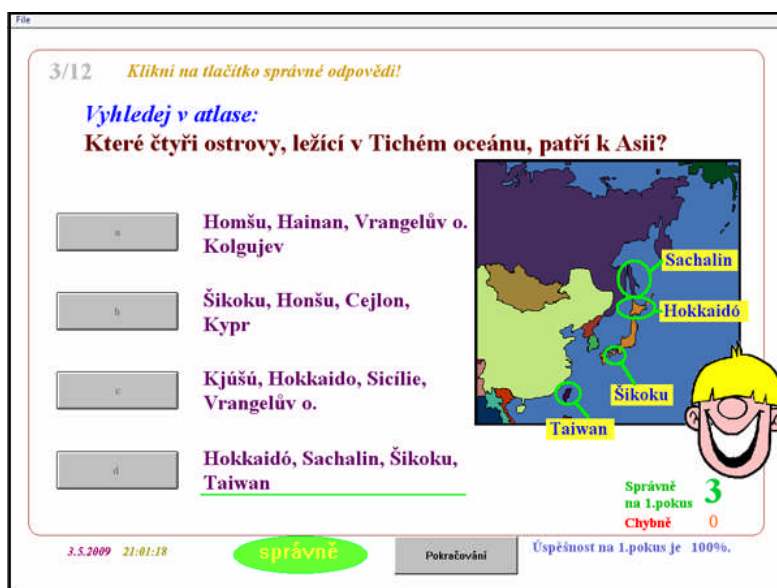 File
3/12 Klikni na tlačítko správné odpovědi!
Vyhledej v atlase:
Které čtyři ostrovy, ležící v Tichém oceánu, patří k Asii?
a
Homšu, Hainan, Vrangelův o.
Kolgujev
b
Šikoku, Honšu, Cejlon,
Kypr
c
Kjúšú, Hokkaido, Sicílie,
Vrangelův o.
d
Hokkaidó, Sachalin, Šikoku,
Taiwan
Sachalin
Hokkaidó
Šikoku
Taiwan
Správně
na 1.pokus 3
Chybně 0
3.5.2009 21:01:18
správně
Pokračování
Úspěšnost na 1.pokus je 100%.